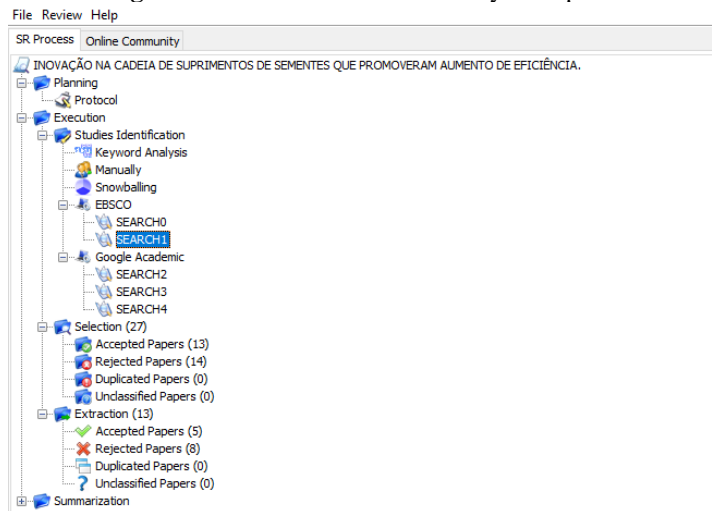 File Review Help
SR Process Online Community
INOVAÇÃO NA CADEIA DE SUPRIMENTOS DE SEMENTES QUE PROMOVERAM AUMENTO DE EFICIÊNCIA.
Planning
Protocol
Execution
Studies Identification
Keyword Analysis
Manually
Snowballing
EBSCO
SEARCH0
SEARCH1
Google Academic
SEARCH2
SEARCH3
SEARCH4
Selection (27)
Accepted Papers (13)
Rejected Papers (14)
Duplicated Papers (0)
Unclassified Papers (0)
Extraction (13)
Accepted Papers (5)
Rejected Papers (8)
Duplicated Papers (0)
Unclassified Papers (0)
Summarization